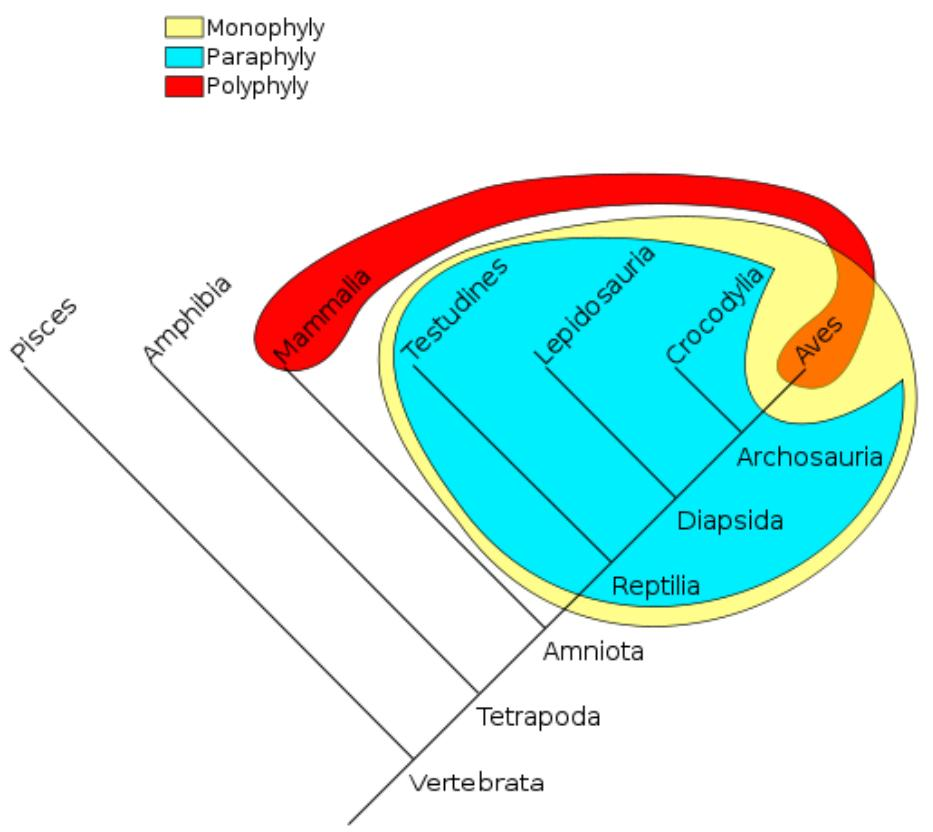 Monophyly
Paraphyly
Polyphyly
Pisces
Amphibia
Mammalia
Testudines
Lepidosauria
Crocodylia
Aves
Archosauria
Diapsida
Reptilia
Amniota
Tetrapoda
Vertebrata